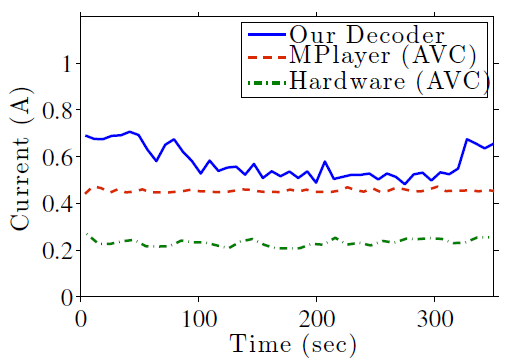 Our Decoder
MPlayer (AVC)
Hardware (AVC)
1
0.8
0.6
0.4
0.2
0
Current (A)
0 100 200 300
Time (sec)